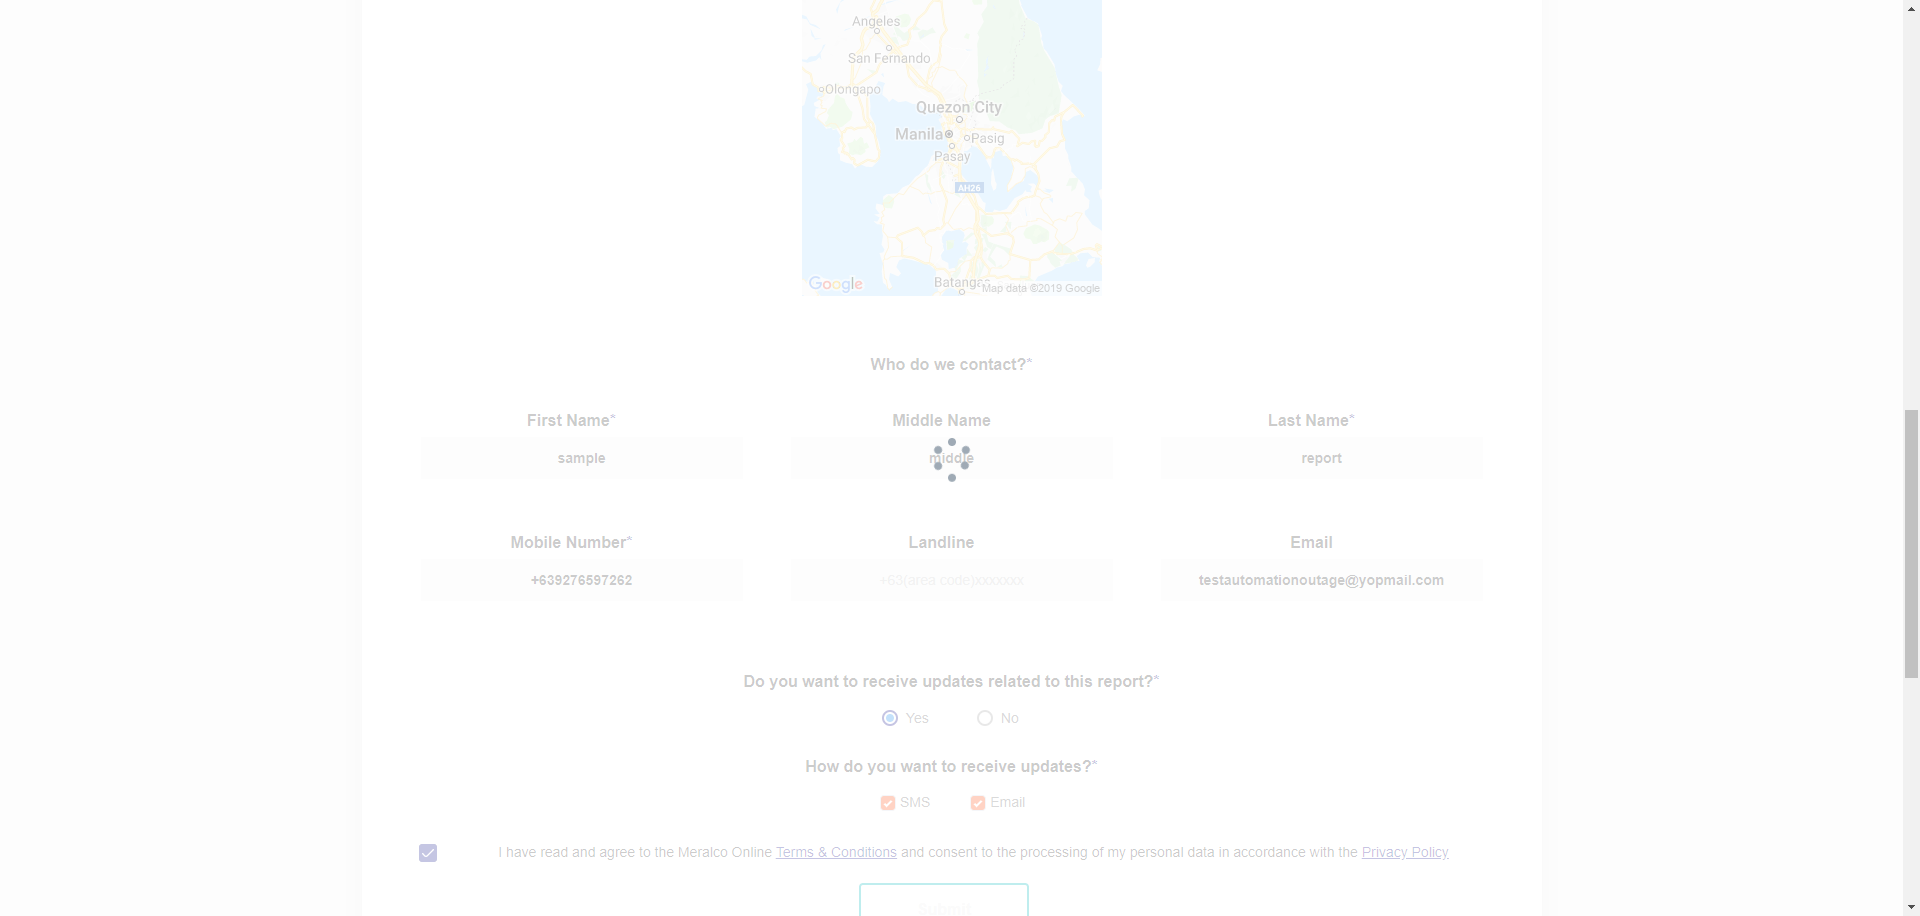 Angeles
San Fernando
Olongapo
Quezon City
Manila
Pasig
Pasay
AH26
Batangas
Google
Map data ©2019 Google
Who do we contact?*
First Name*
Middle Name
Last Name*
sample
middle
report
Mobile Number*
Landline
Email
+639276597262
+63(area code)xxxxxxx
testautomationoutage@yopmail.com
Do you want to receive updates related to this report?*
Yes
No
How do you want to receive updates?*
SMS
Email
I have read and agree to the Meralco Online Terms & Conditions and consent to the processing of my personal data in accordance with the Privacy Policy
Submit